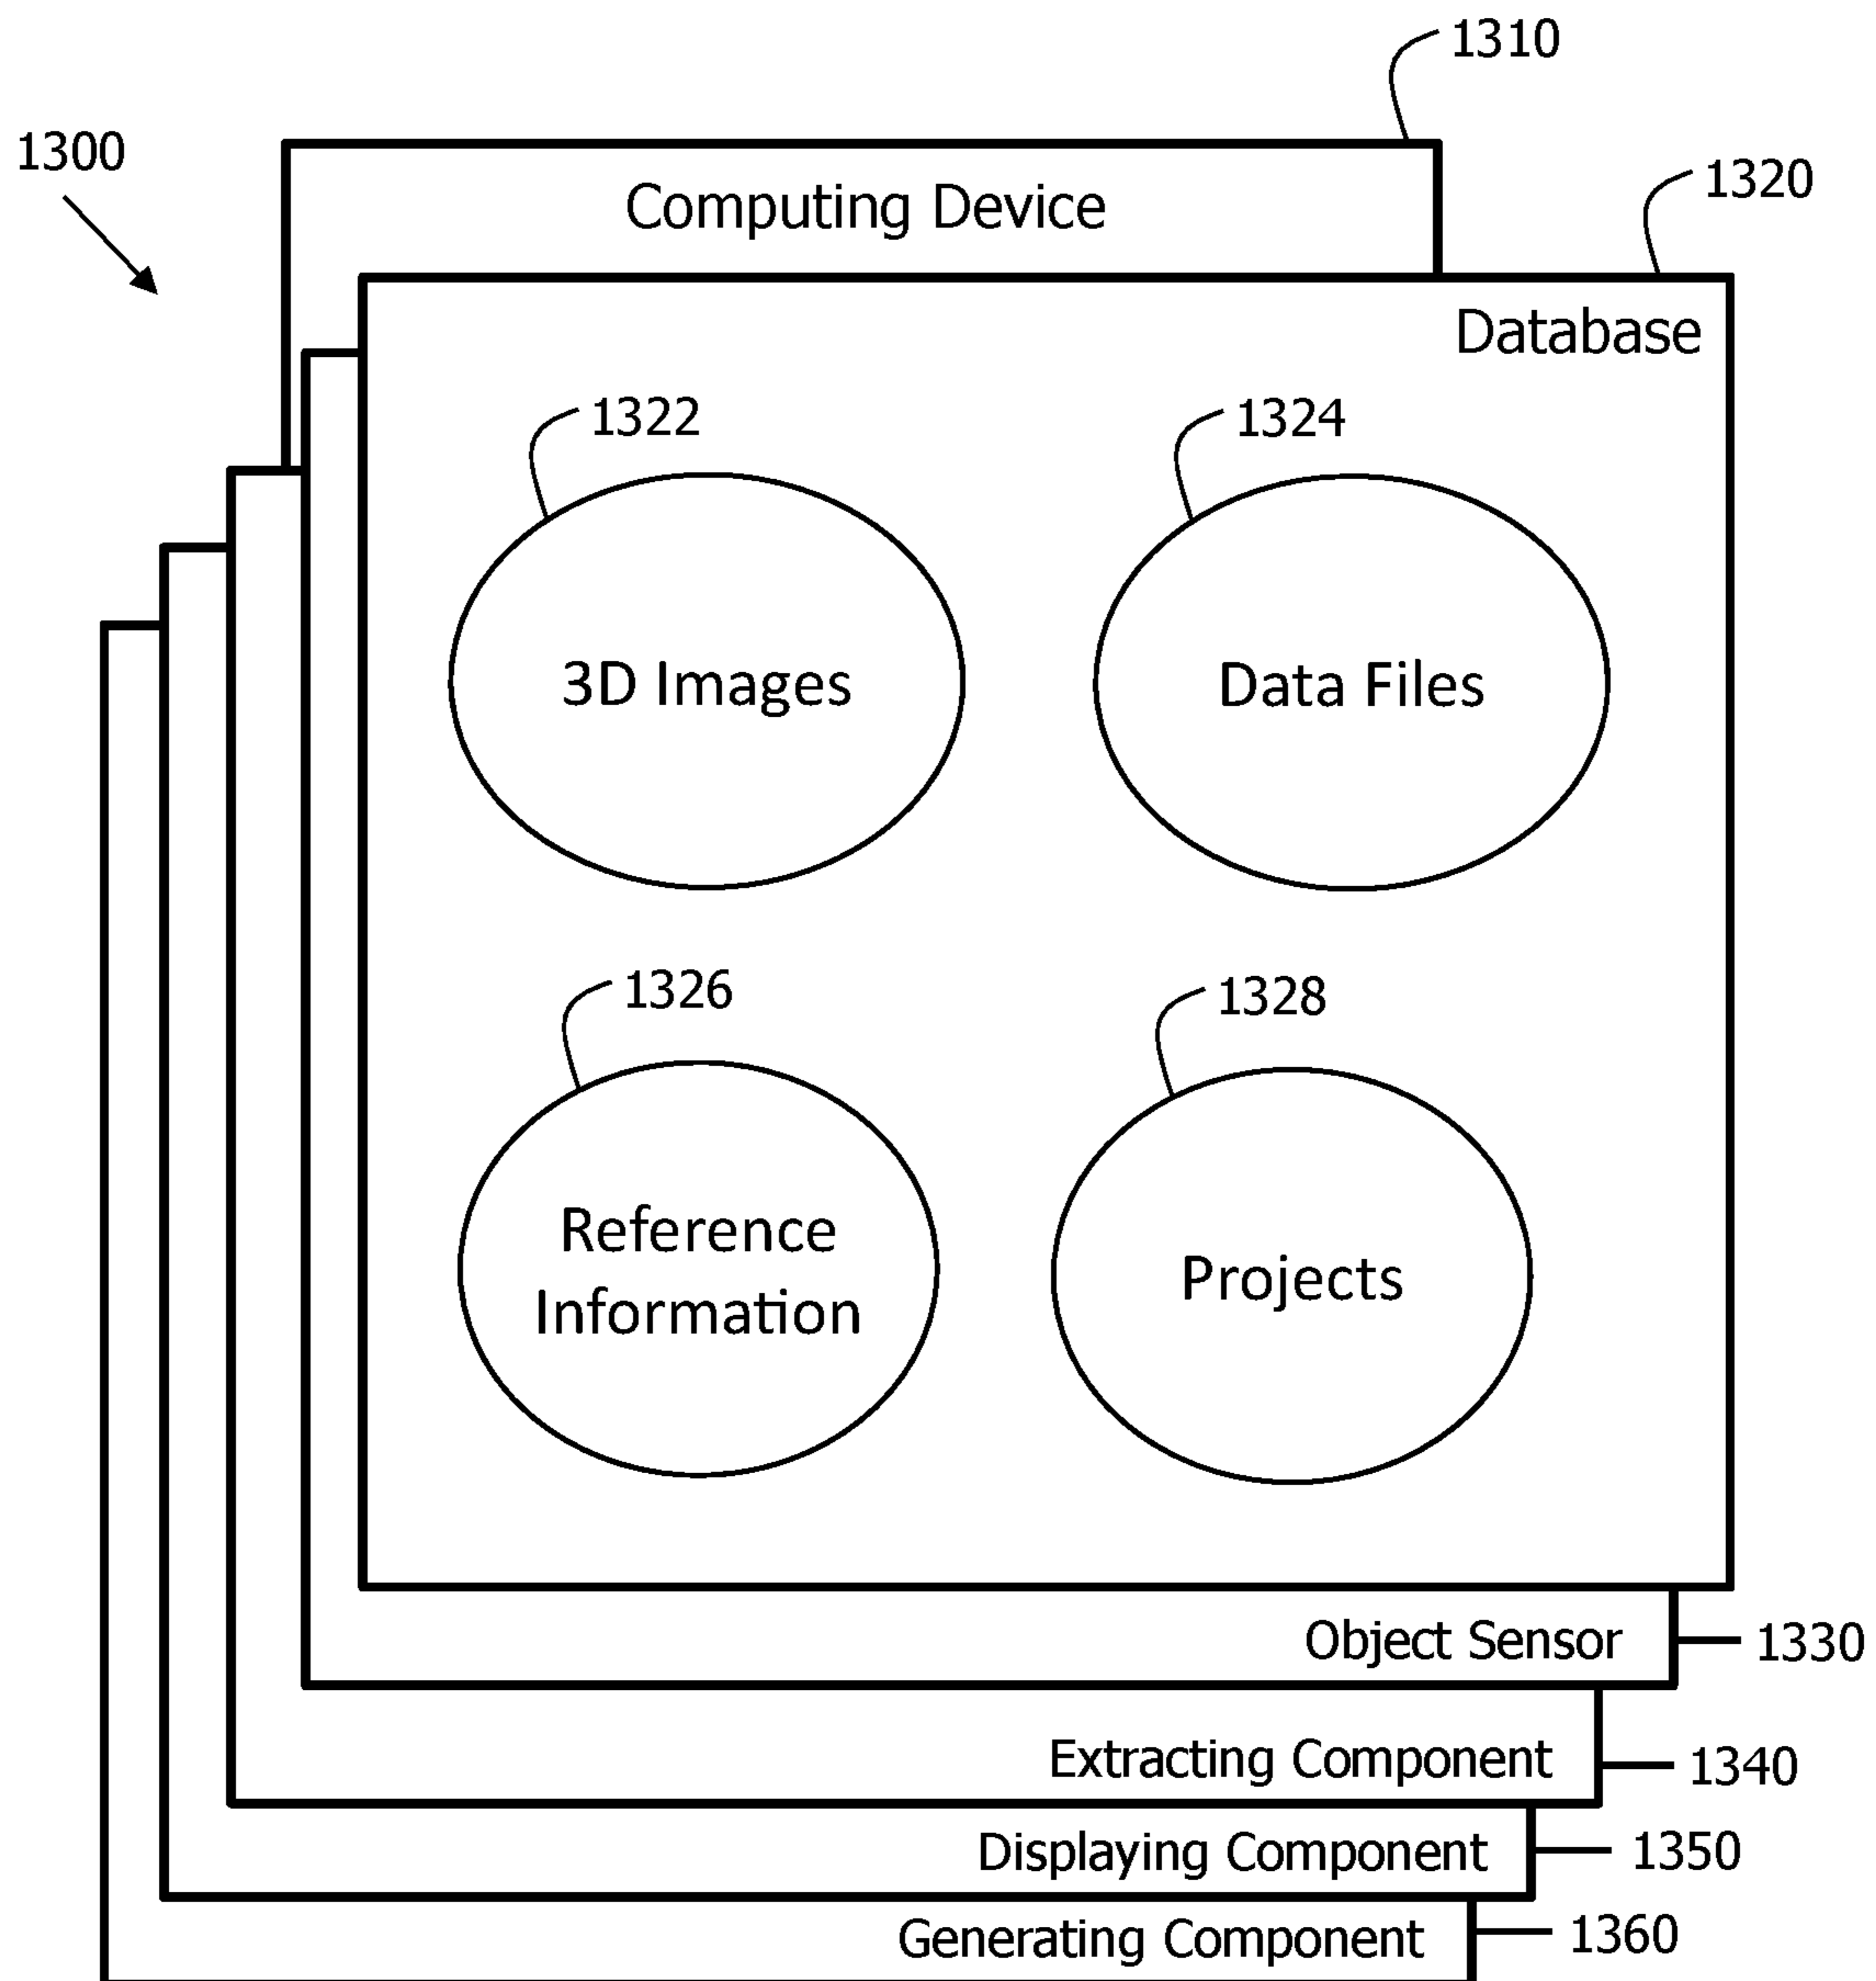 1310
1300
1320
Computing Device
Database
1322
1324
3D Images
Data Files
1326
1328
Reference
Information
Projects
Object Sensor
1330
Extracting Component
1340
Displaying Component
1350
Generating Component
1360